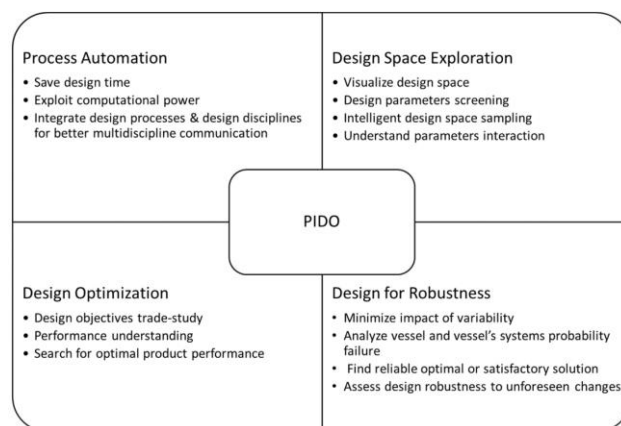 Process Automation
• Save design time
• Exploit computational power
• Integrate design processes & design disciplines
for better multidiscipline communication
Design Space Exploration
• Visualize design space
• Design parameters screening
• Intelligent design space sampling
• Understand parameters interaction
PIDO
Design Optimization
• Design objectives trade-study
• Performance understanding
• Search for optimal product performance
Design for Robustness
• Minimize impact of variability
• Analyze vessel and vessel's systems probability
failure
• Find reliable optimal or satisfactory solution
• Assess design robustness to unforeseen changes